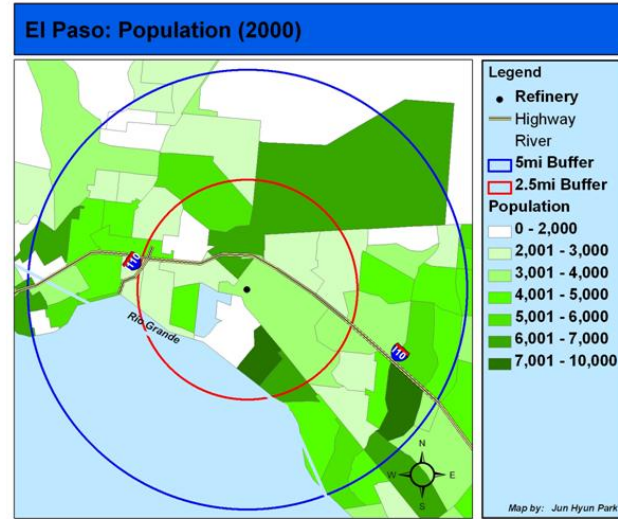 El Paso: Population (2000)
Legend
Refinery
Highway
River
5mi Buffer
2.5mi Buffer
Population
0 - 2,000
2,001 - 3,000
3,001 - 4,000
4,001 - 5,000
5,001 - 6,000
6,001 - 7,000
7,001 - 10,000
I10
Rio Grande
I10
N
W
E
S
Map by: Jun Hyun Park